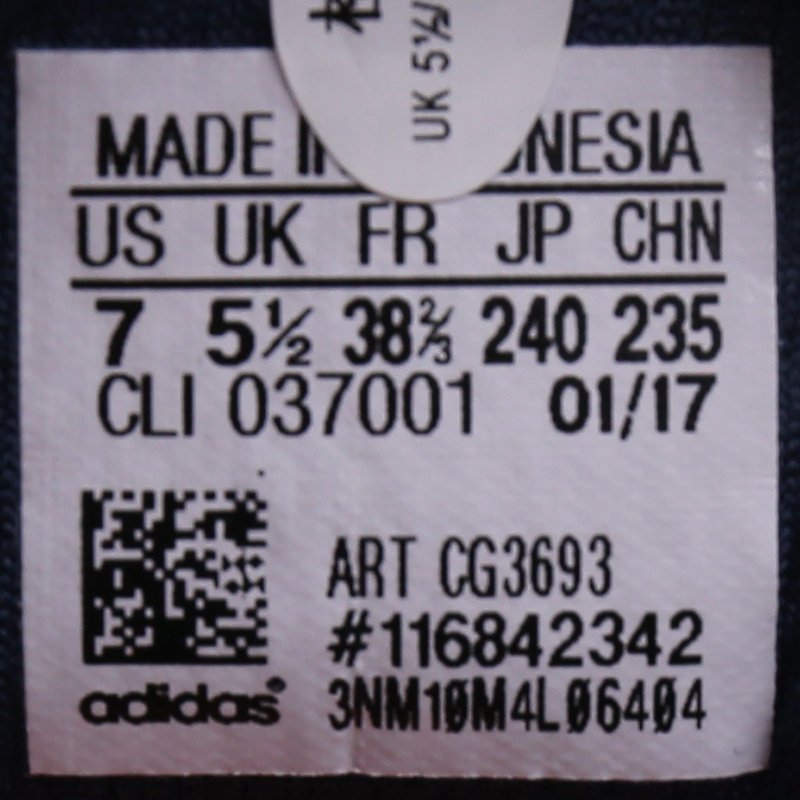 UK 5½
MADE IN NESIA
US UK FR JP CHN
7 5½ 38⅔ 240 235
CLI 037001 01/17
ART CG3693
#116842342
3NM10M4L06404
adidas